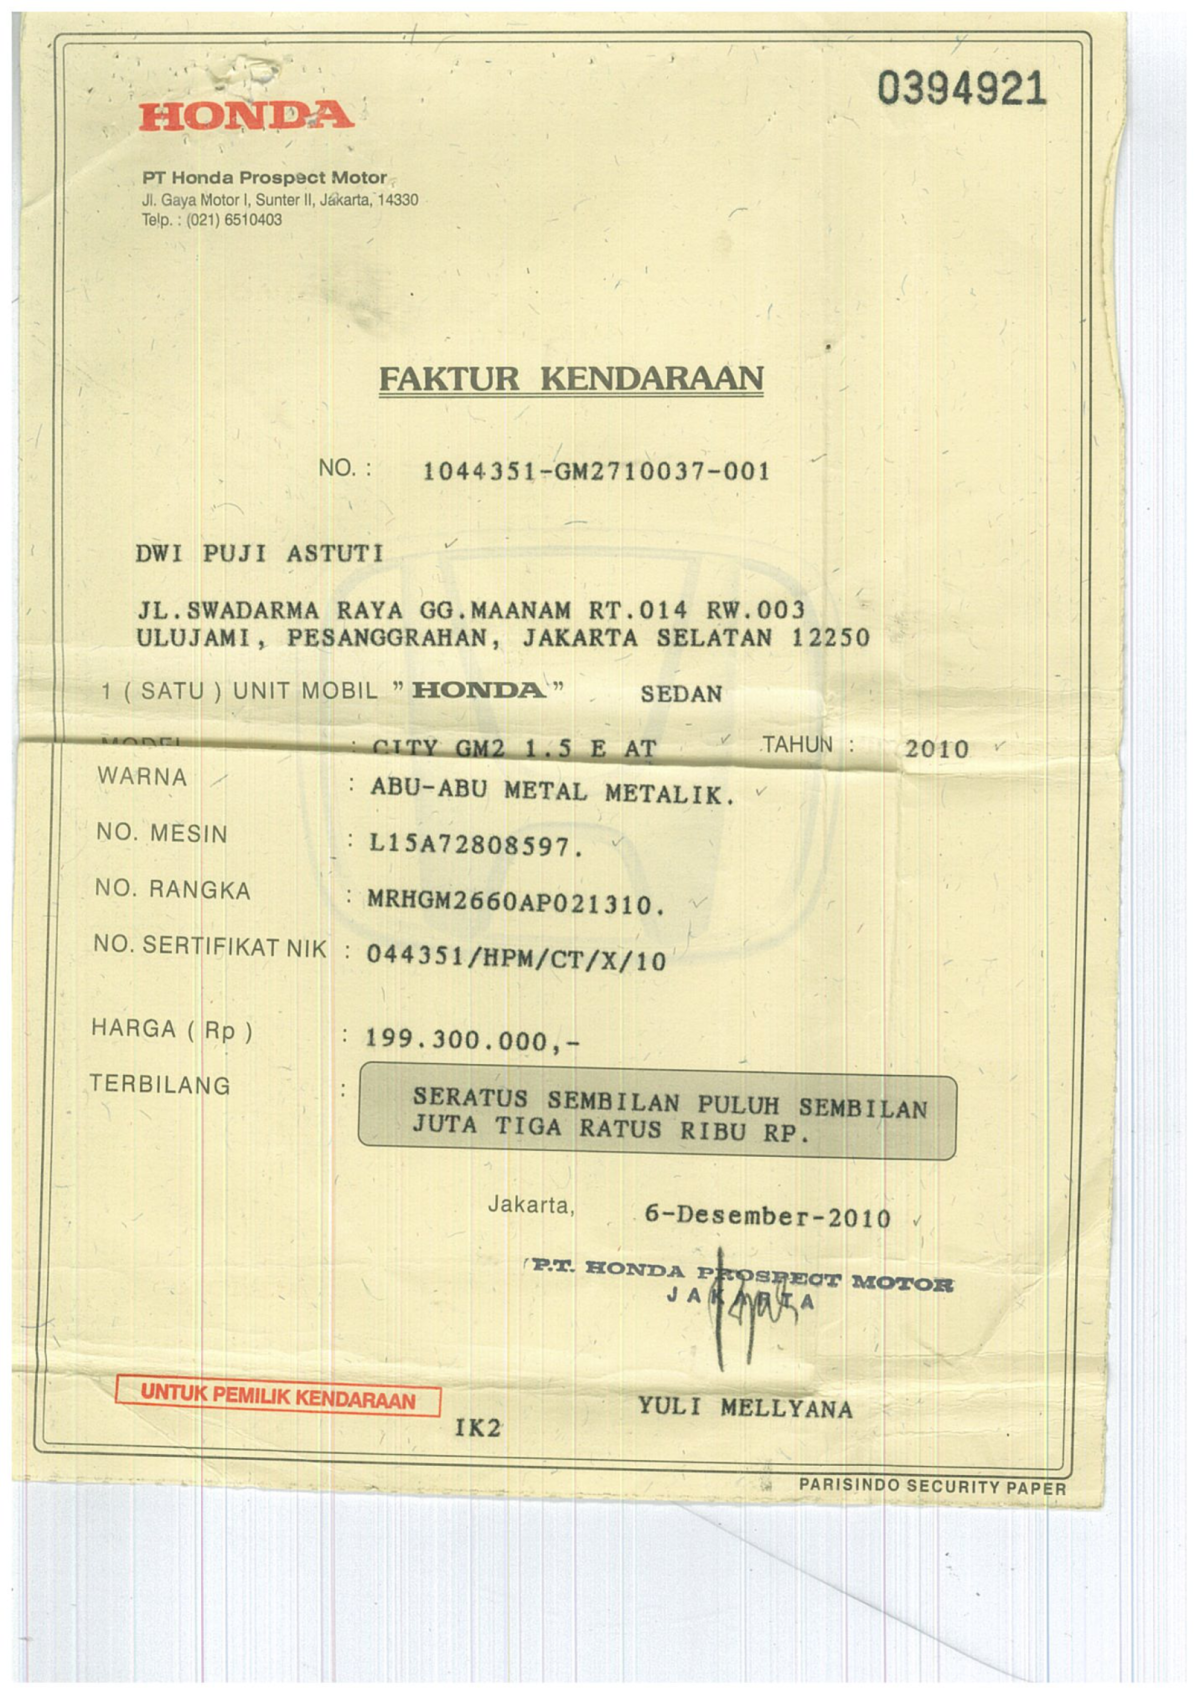 0394921
HONDA
PT Honda Prospect Motor
Jl. Gaya Motor I, Sunter II, Jakarta, 14330
Telp. : (021) 6510403
FAKTUR KENDARAAN
NO. : 1044351-GM2710037-001
DWI PUJI ASTUTI
JL.SWADARMA RAYA GG.MAANAM RT.014 RW.003
ULUJAMI, PESANGGRAHAN, JAKARTA SELATAN 12250
1 ( SATU ) UNIT MOBIL " HONDA " SEDAN
MODEL : CITY GM2 1.5 E AT TAHUN : 2010
WARNA : ABU-ABU METAL METALIK.
NO. MESIN : L15A72808597.
NO. RANGKA : MRHGM2660AP021310.
NO. SERTIFIKAT NIK : 044351/HPM/CT/X/10
HARGA ( Rp ) : 199.300.000,-
TERBILANG : SERATUS SEMBILAN PULUH SEMBILAN
JUTA TIGA RATUS RIBU RP.
Jakarta, 6-Desember-2010
P.T. HONDA PROSPECT MOTOR
JAKARTA
YULI MELLYANA
UNTUK PEMILIK KENDARAAN
IK2
PARISINDO SECURITY PAPER